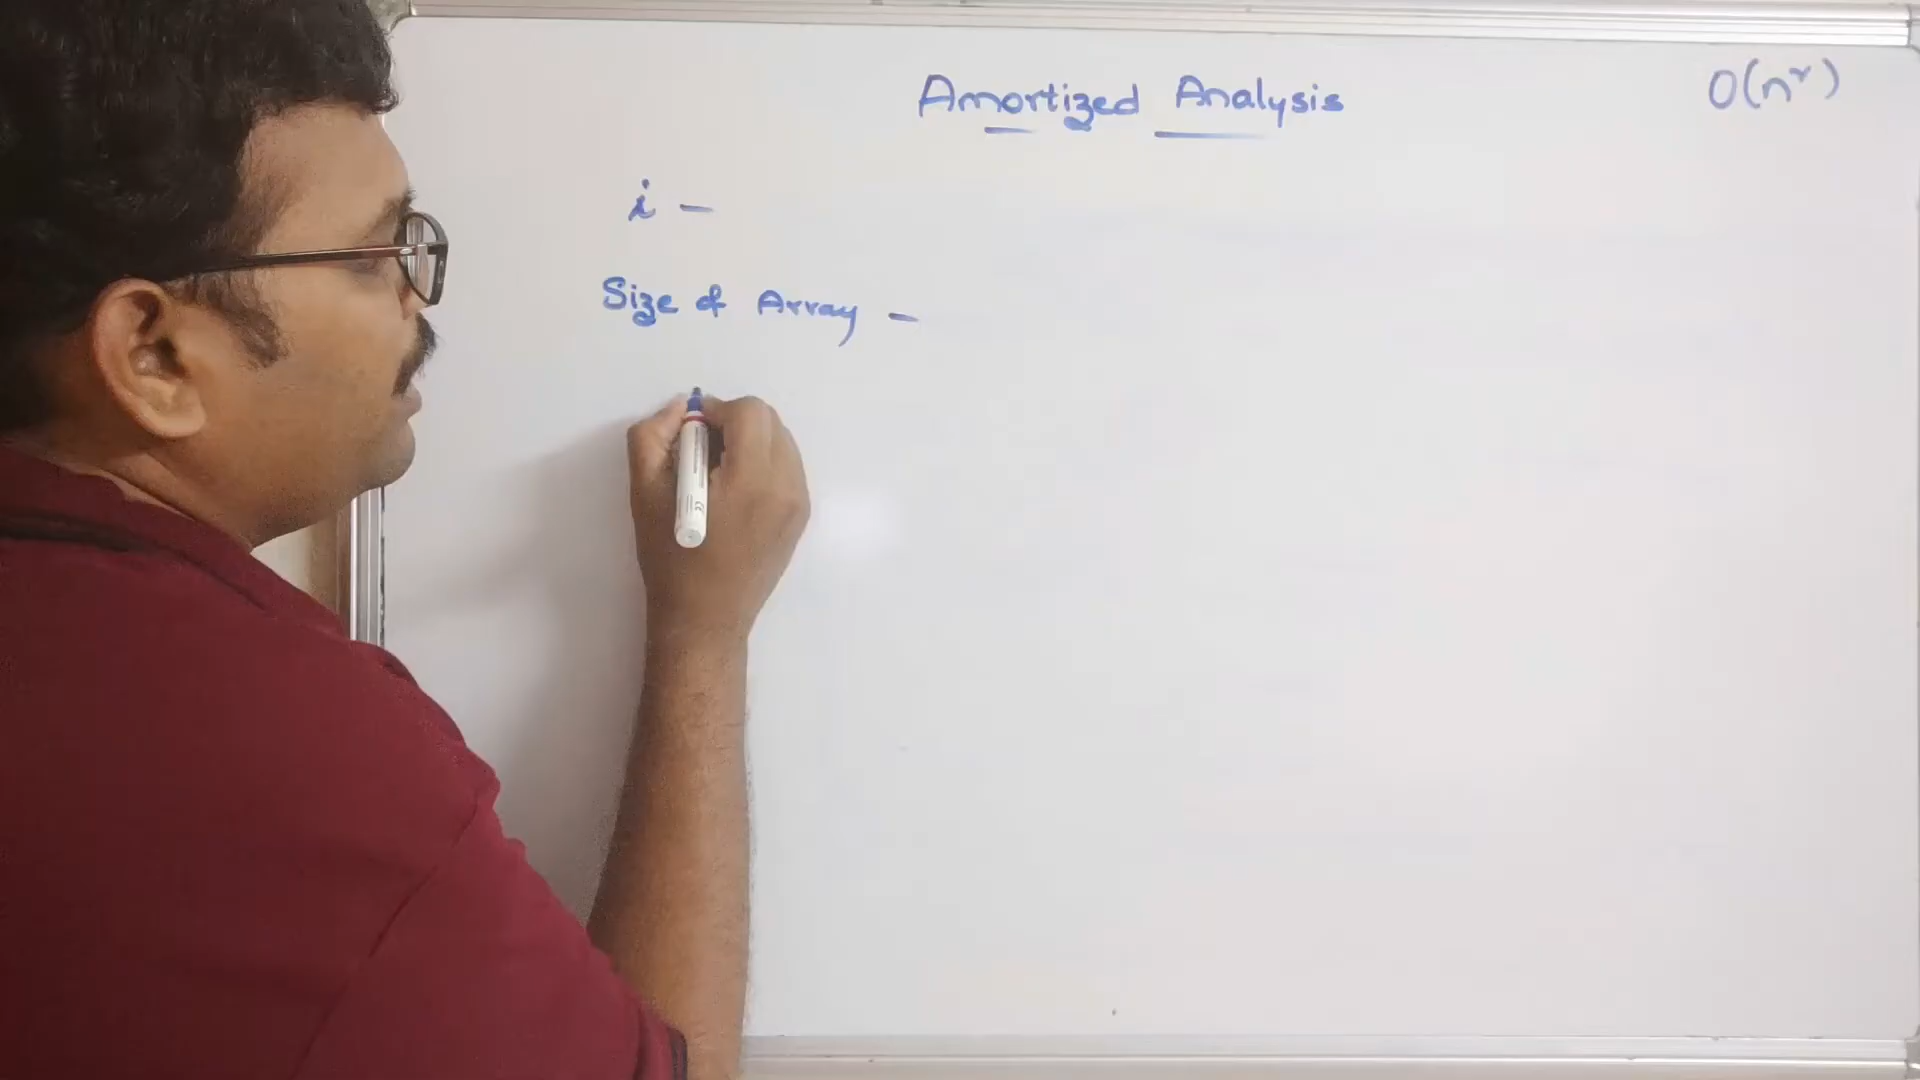 Amortized Analysis
O(n²)
i -
Size of Array -